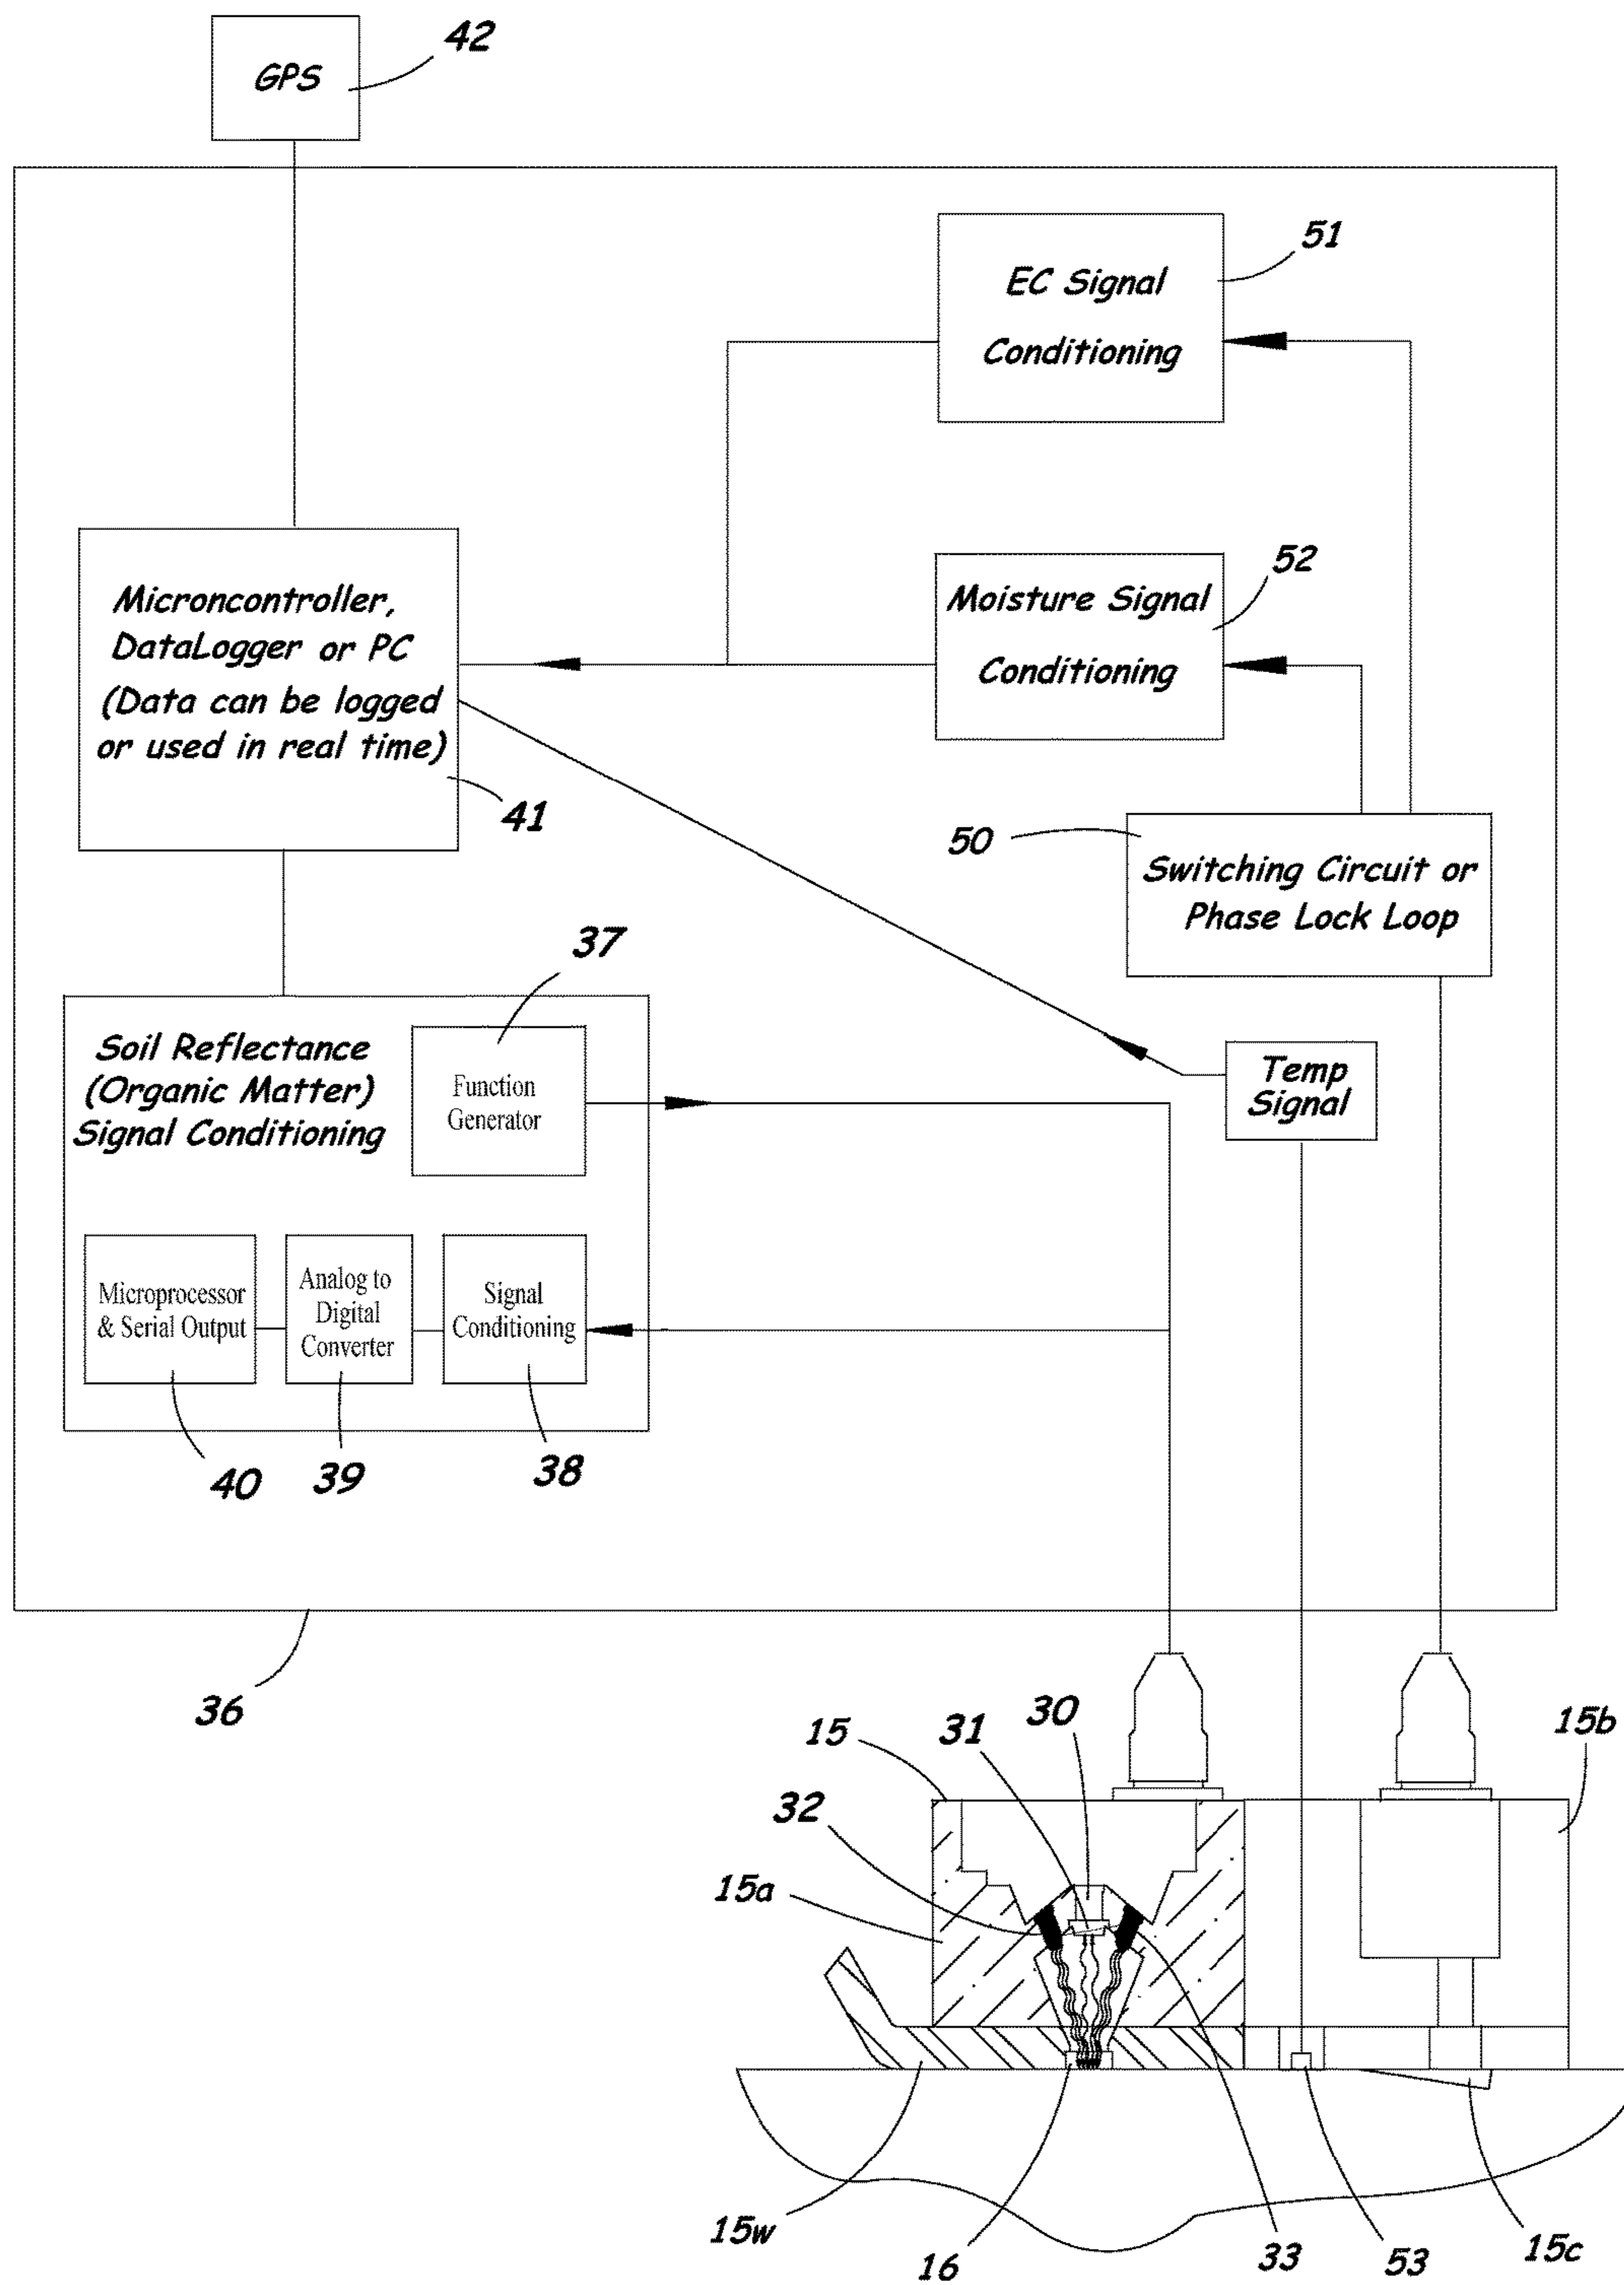 42
GPS
51
EC Signal
Conditioning
52
Moisture Signal
Conditioning
Microncontroller,
DataLogger or PC
(Data can be logged
or used in real time)
41
50
Switching Circuit or
Phase Lock Loop
37
Soil Reflectance
(Organic Matter)
Signal Conditioning
Function
Generator
Temp
Signal
Microprocessor
& Serial Output
Analog to
Digital
Converter
Signal
Conditioning
40
39
38
36
15
31
30
15b
32
15a
15w
16
33
53
15c